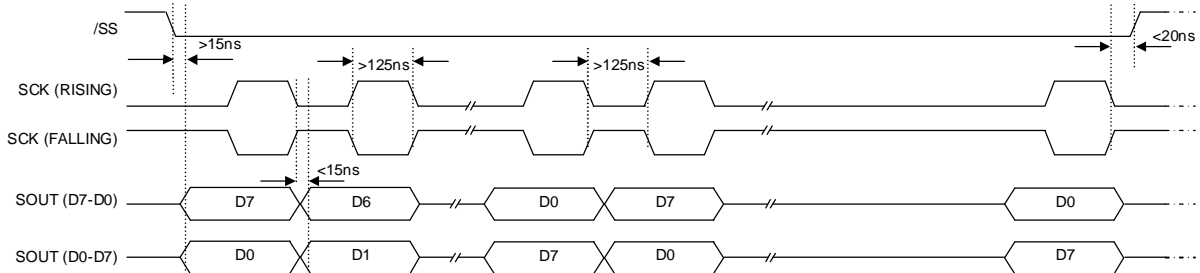 /SS
>15ns
<20ns
>125ns
>125ns
SCK (RISING)
SCK (FALLING)
<15ns
SOUT (D7-D0)
D7
D6
D0
D7
D0
SOUT (D0-D7)
D0
D1
D7
D0
D7